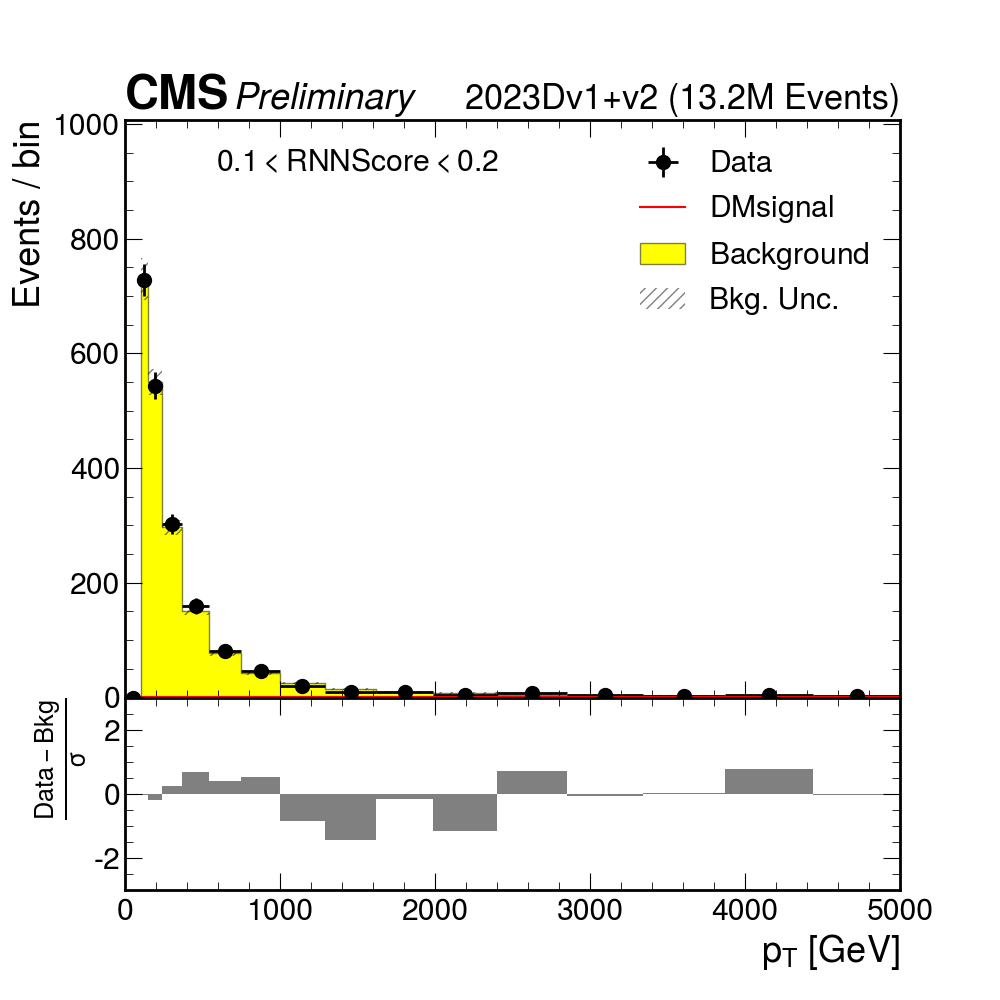 CMS Preliminary 2023Dv1+v2 (13.2M Events)
Events / bin
1000
800
600
400
200
0
0.1 < RNNScore < 0.2
Data
DMsignal
Background
Bkg. Unc.
Data − Bkg
σ
2
0
-2
0 1000 2000 3000 4000 5000
pT [GeV]